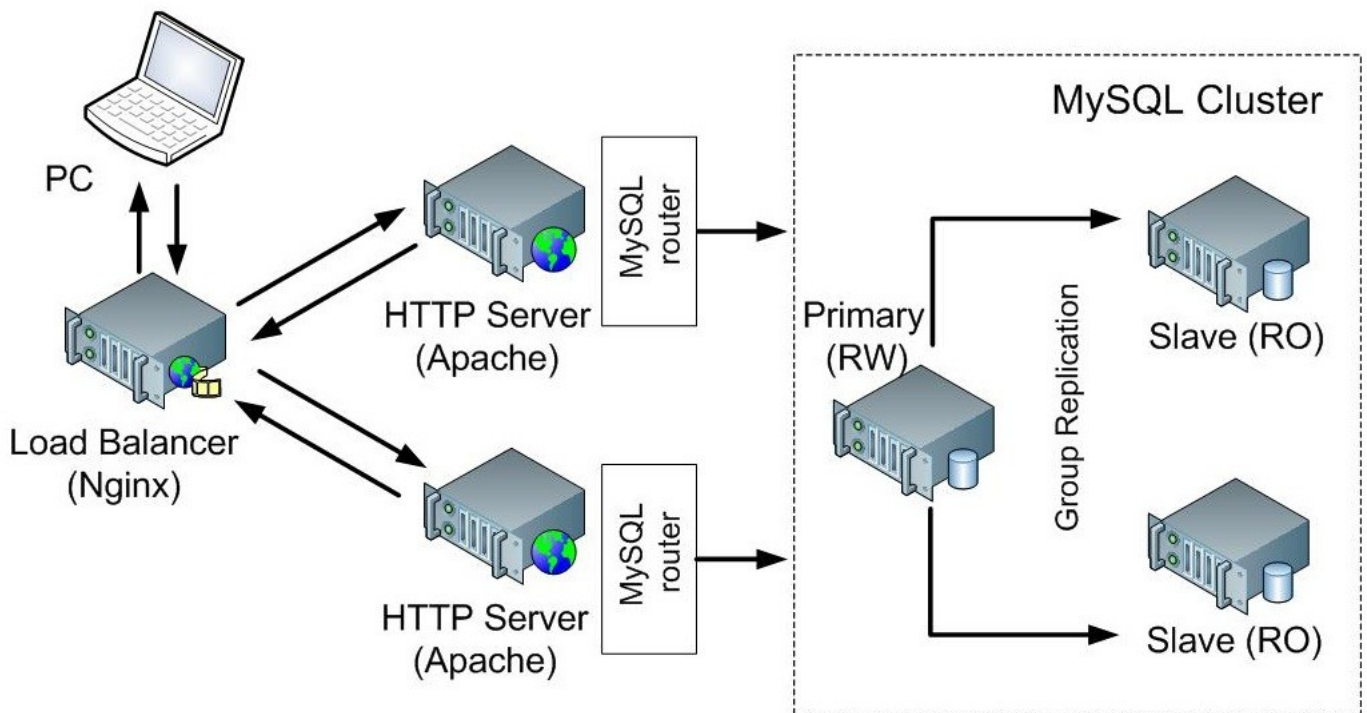 PC
Load Balancer
(Nginx)
HTTP Server
(Apache)
MySQL
router
HTTP Server
(Apache)
MySQL
router
MySQL Cluster
Primary
(RW)
Group Replication
Slave (RO)
Slave (RO)